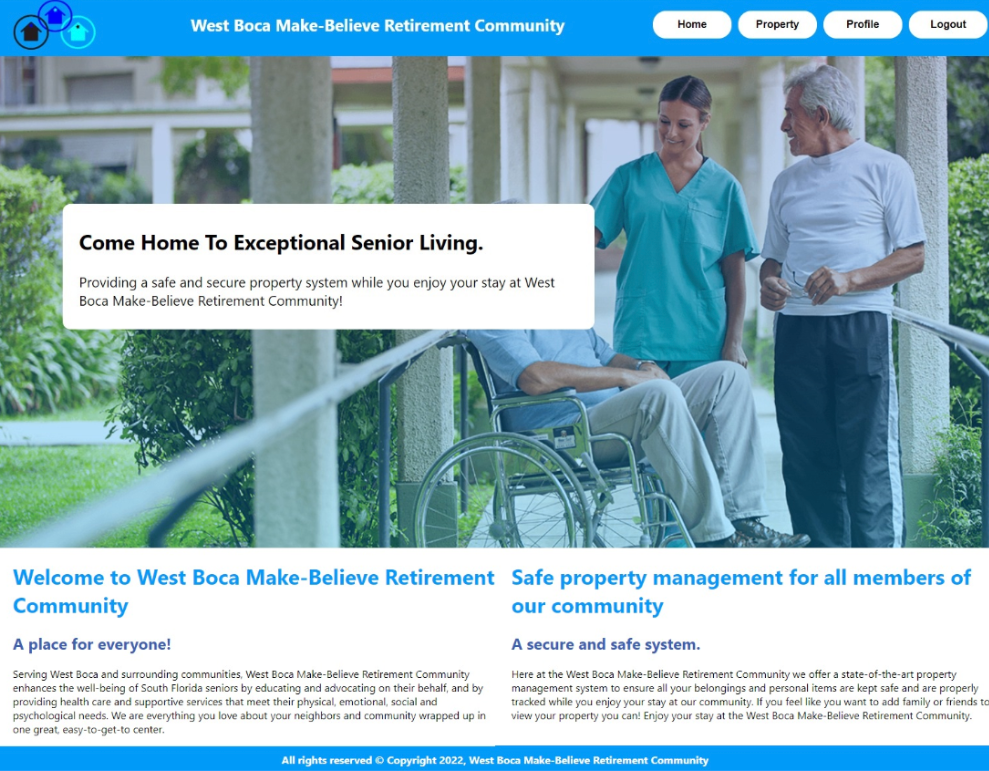 West Boca Make-Believe Retirement Community
Home
Property
Profile
Logout
Come Home To Exceptional Senior Living.
Providing a safe and secure property system while you enjoy your stay at West
Boca Make-Believe Retirement Community!
Welcome to West Boca Make-Believe Retirement
Community
A place for everyone!
Serving West Boca and surrounding communities, West Boca Make-Believe Retirement Community
enhances the well-being of South Florida seniors by educating and advocating on their behalf, and by
providing health care and supportive services that meet their physical, emotional, social and
psychological needs. We are everything you love about your neighbors and community wrapped up in
one great, easy-to-get-to center.
Safe property management for all members of
our community
A secure and safe system.
Here at the West Boca Make-Believe Retirement Community we offer a state-of-the-art property
management system to ensure all your belongings and personal items are kept safe and are properly
tracked while you enjoy your stay at our community. If you feel like you want to add family or friends to
view your property you can! Enjoy your stay at the West Boca Make-Believe Retirement Community.
All rights reserved © Copyright 2022, West Boca Make-Believe Retirement Community